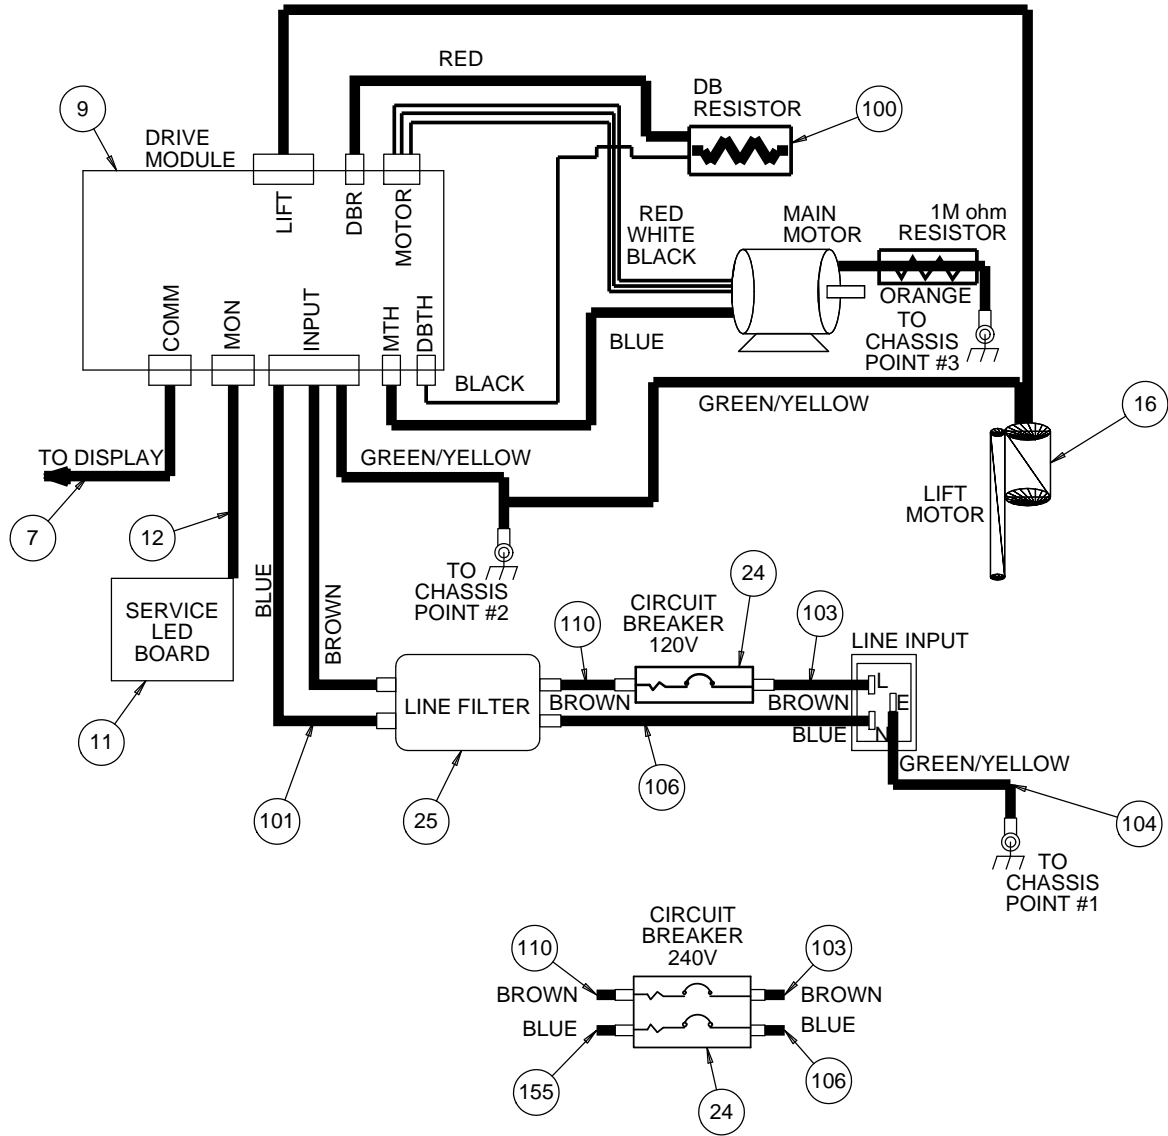 RED
DB
RESISTOR
9
100
DRIVE
MODULE
LIFT
DBR
MOTOR
RED
WHITE
BLACK
MAIN
MOTOR
1M ohm
RESISTOR
ORANGE
TO
CHASSIS
POINT #3
COMM
MON
INPUT
MTH
DBTH
BLUE
BLACK
GREEN/YELLOW
16
TO DISPLAY
GREEN/YELLOW
LIFT
MOTOR
7
12
TO
CHASSIS
POINT #2
BLUE
BROWN
SERVICE
LED
BOARD
11
24
CIRCUIT
BREAKER
120V
110
103
LINE INPUT
L
E
N
LINE FILTER
BROWN
BROWN
BLUE
GREEN/YELLOW
101
25
106
104
TO
CHASSIS
POINT #1
CIRCUIT
BREAKER
240V
110
103
BROWN
BROWN
BLUE
BLUE
155
24
106